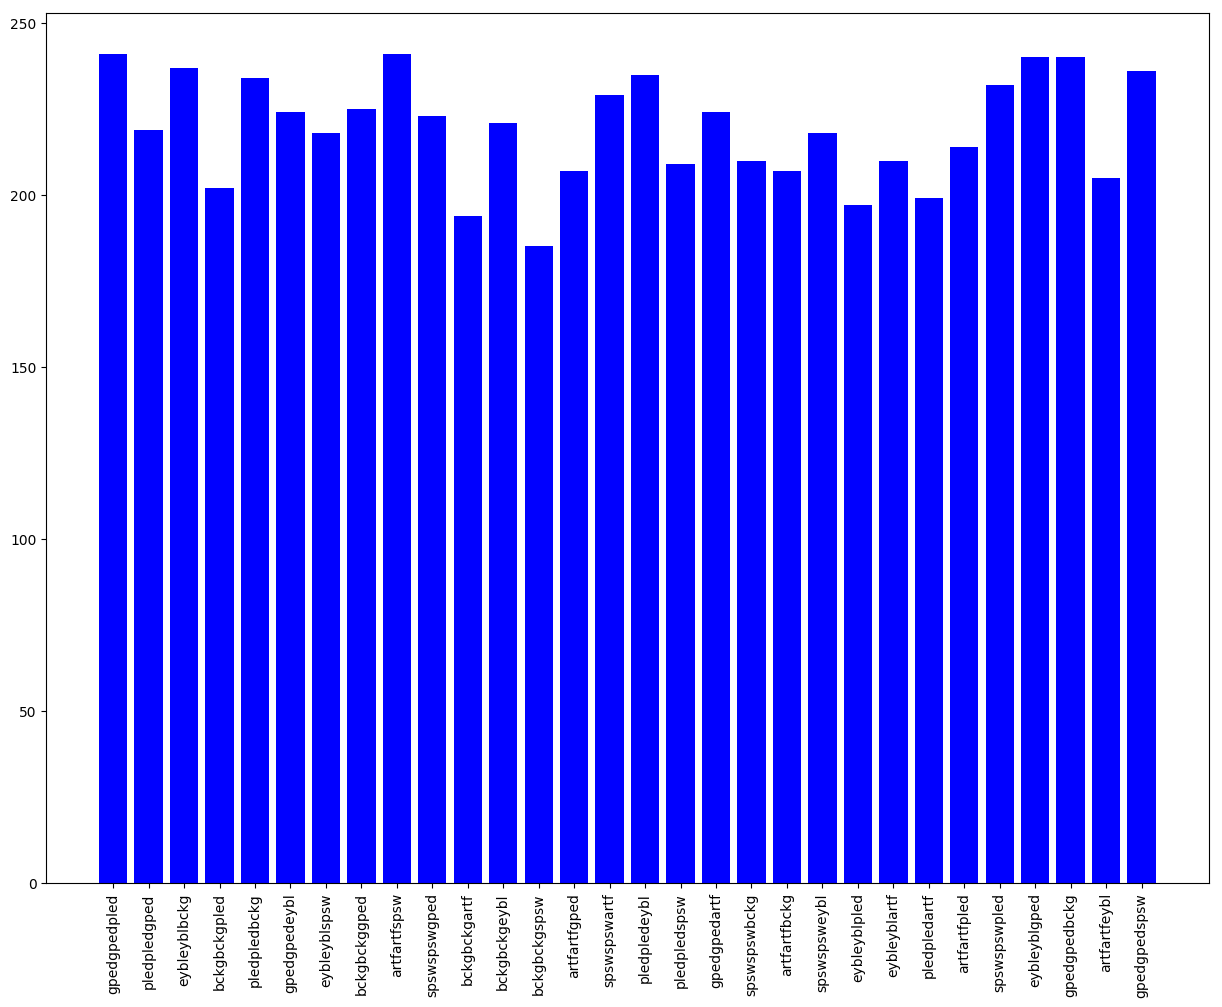 250
200
150
100
50
0
gpedgpedpled
pledpledgped
eybleyblbckg
bckgbckgpled
pledpledbckg
gpedgpedeybl
eybleyblspsw
bckgbckggped
artfartfspsw
spswspswgped
bckgbckgartf
bckgbckgeybl
bckgbckgspsw
artfartfgped
spswspswartf
pledpledeybl
pledpledspsw
gpedgpedartf
spswspswbckg
artfartfbckg
spswspsweybl
eybleyblpled
eybleyblartf
pledpledartf
artfartfpled
spswspswpled
eybleyblgped
gpedgpedbckg
artfartfeybl
gpedgpedspsw